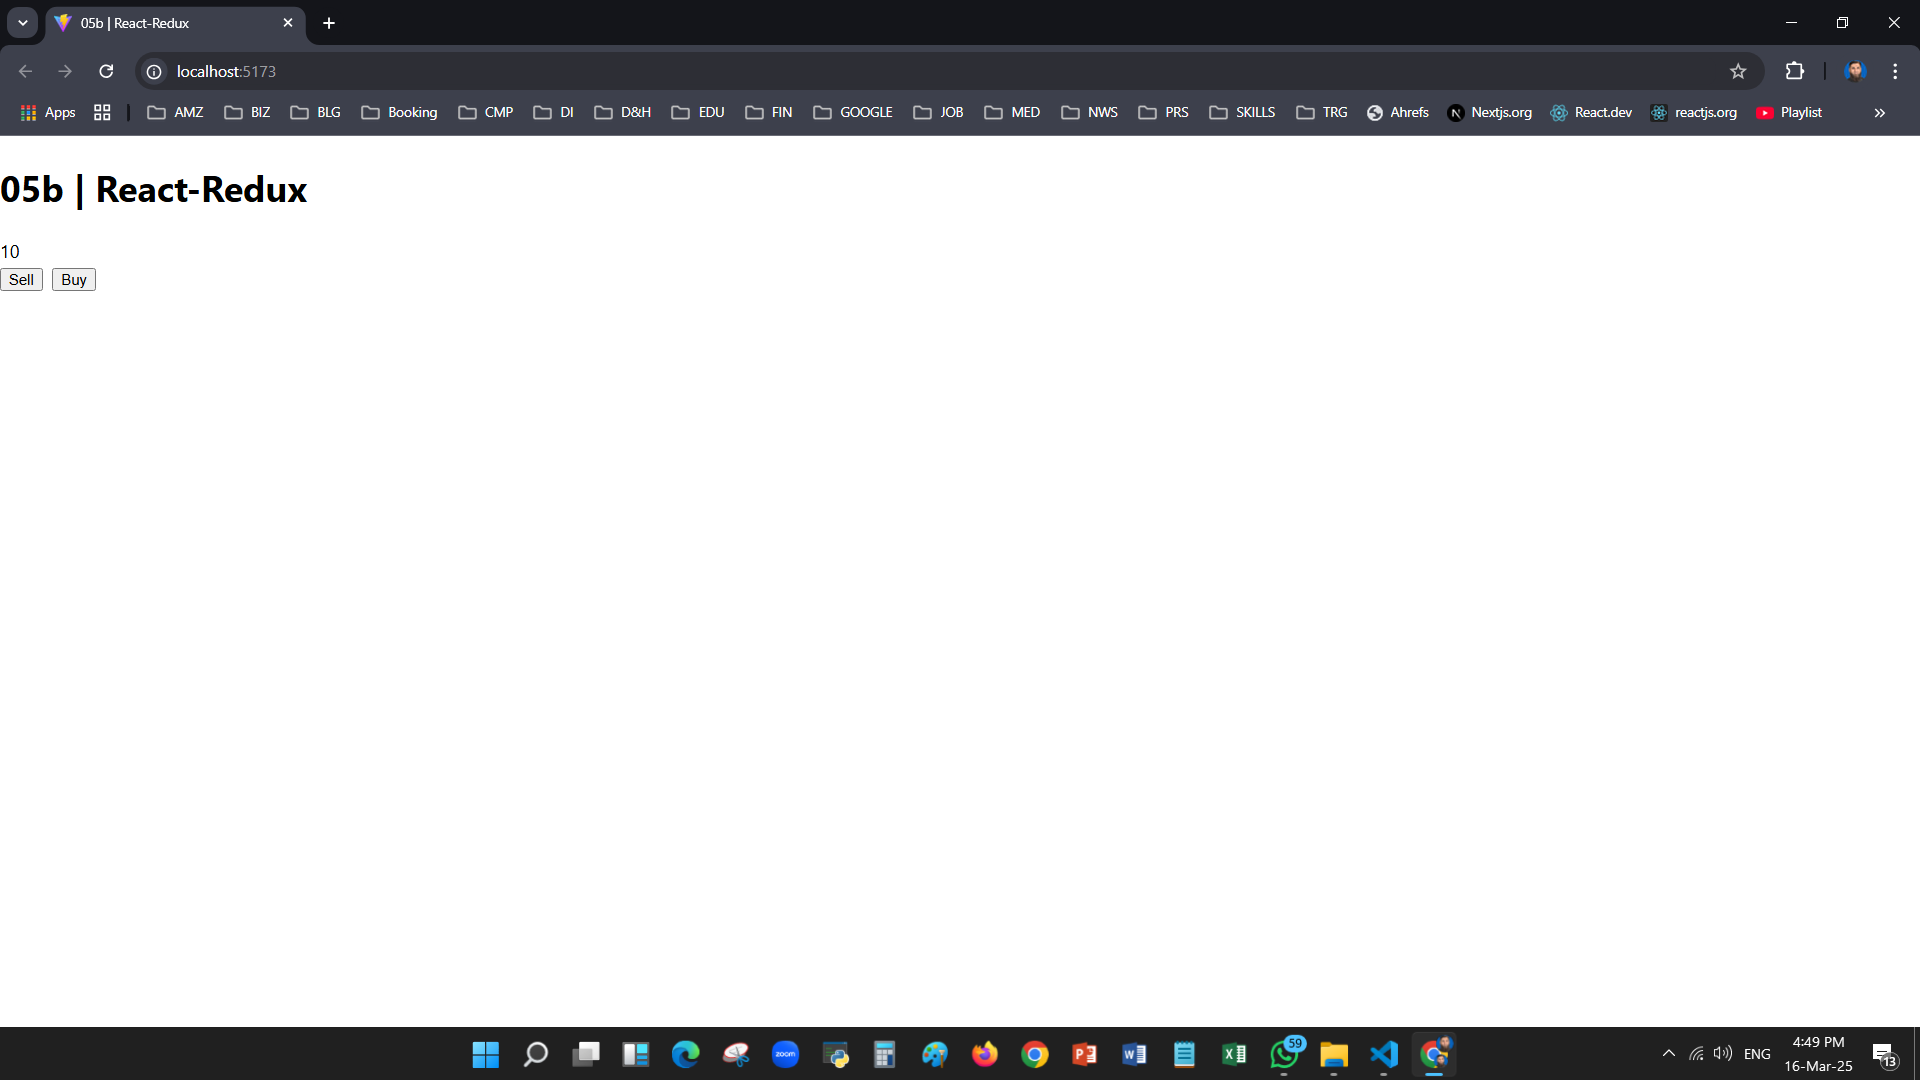 05b | React-Redux
localhost:5173
Apps AMZ BIZ BLG Booking CMP DI D&H EDU FIN GOOGLE JOB MED NWS PRS SKILLS TRG Ahrefs Nextjs.org React.dev reactjs.org Playlist
05b | React-Redux
10
Sell Buy
zoom 59 ENG 4:49 PM
16-Mar-25 13